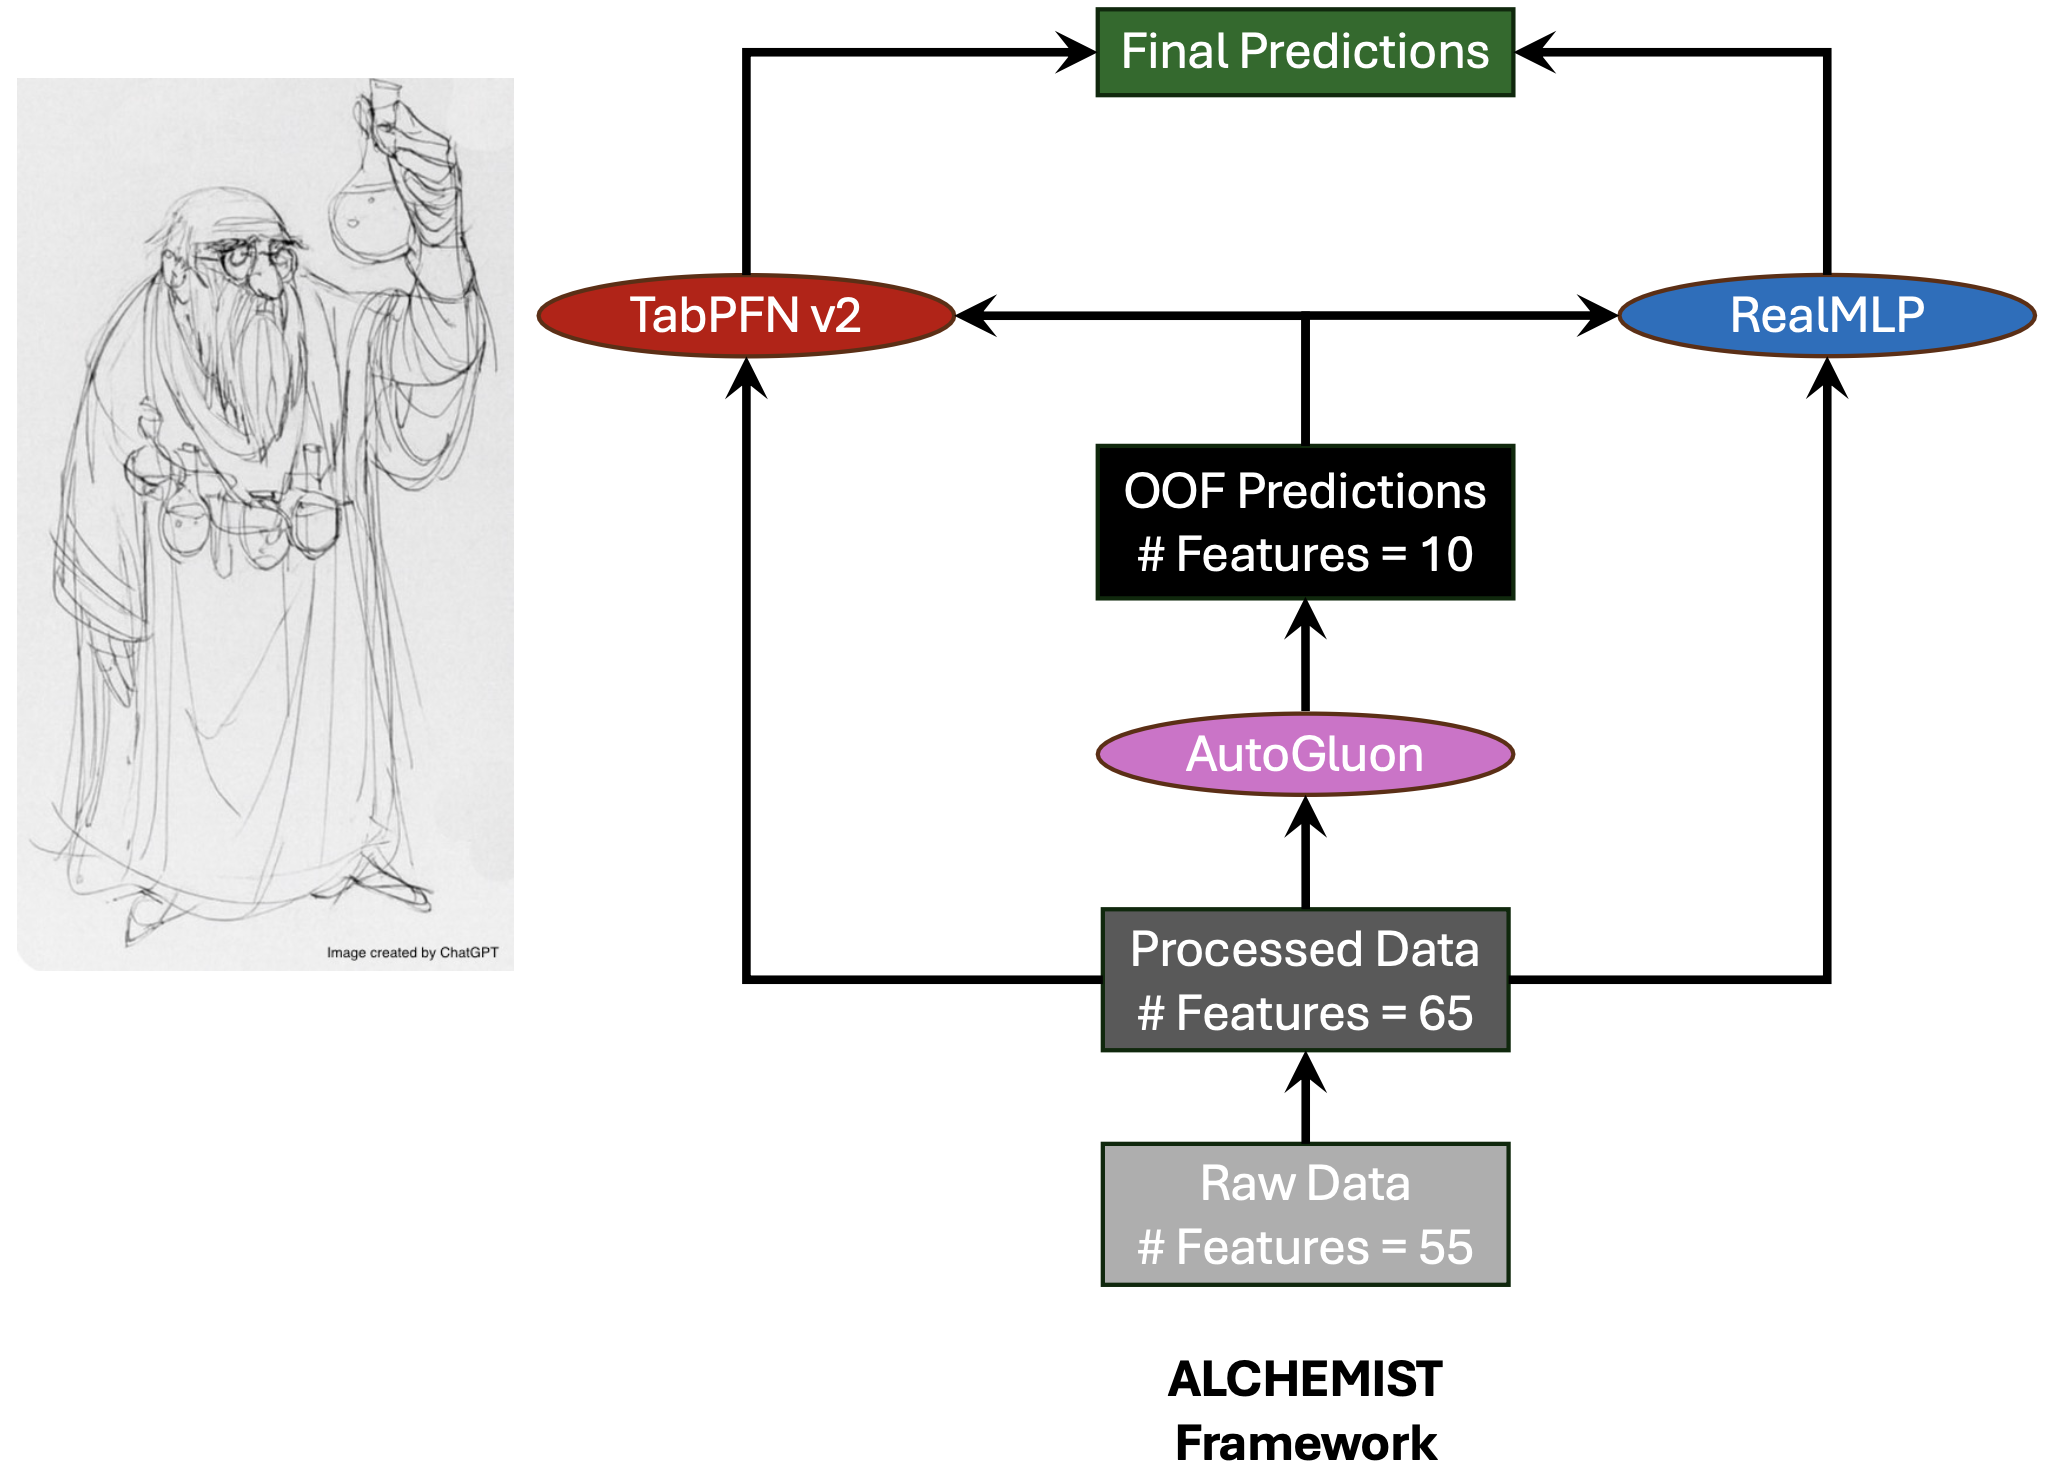 Final Predictions
TabPFN v2
RealMLP
OOF Predictions
# Features = 10
AutoGluon
Processed Data
# Features = 65
Image created by ChatGPT
Raw Data
# Features = 55
ALCHEMIST
Framework